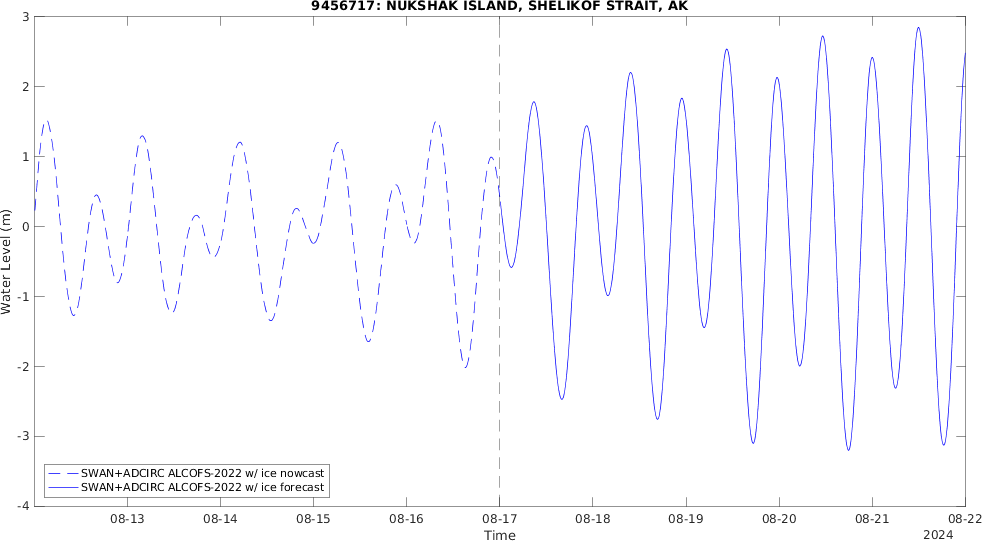 9456717: NUKSHAK ISLAND, SHELIKOF STRAIT, AK
3
2
1
0
-1
-2
-3
-4
Water Level (m)
SWAN+ADCIRC ALCOFS-2022 w/ ice nowcast
SWAN+ADCIRC ALCOFS-2022 w/ ice forecast
08-13 08-14 08-15 08-16 08-17 08-18 08-19 08-20 08-21 08-22
Time
2024